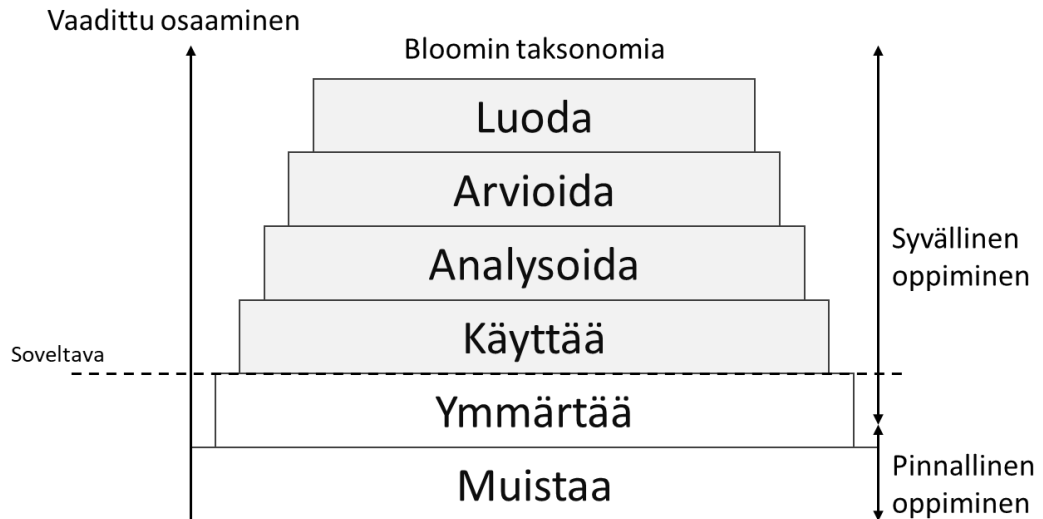 Vaadittu osaaminen
Bloomin taksonomia
Luoda
Arvioida
Analysoida
Käyttää
Ymmärtää
Muistaa
Soveltava
Syvällinen
oppiminen
Pinnallinen
oppiminen